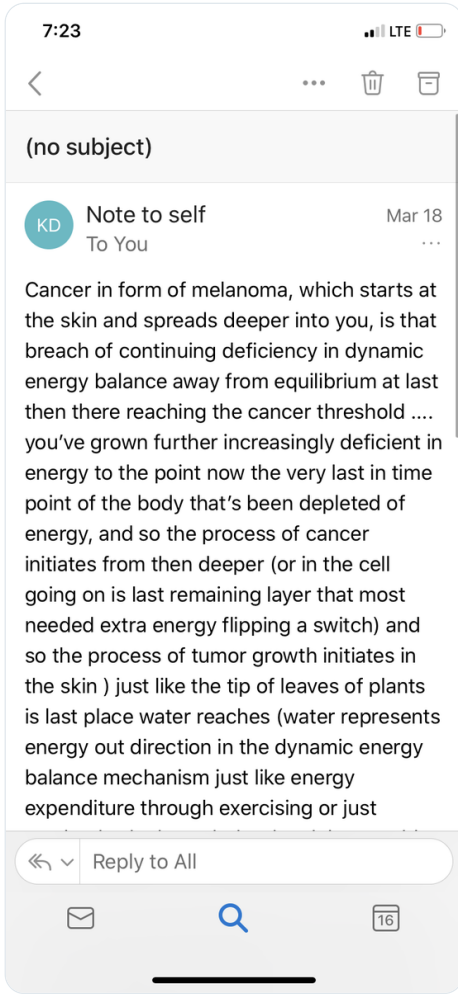 7:23
LTE
(no subject)
KD
Note to self
Mar 18
To You
Cancer in form of melanoma, which starts at
the skin and spreads deeper into you, is that
breach of continuing deficiency in dynamic
energy balance away from equilibrium at last
then there reaching the cancer threshold ....
you’ve grown further increasingly deficient in
energy to the point now the very last in time
point of the body that’s been depleted of
energy, and so the process of cancer
initiates from then deeper (or in the cell
going on is last remaining layer that most
needed extra energy flipping a switch) and
so the process of tumor growth initiates in
the skin ) just like the tip of leaves of plants
is last place water reaches (water represents
energy out direction in the dynamic energy
balance mechanism just like energy
expenditure through exercising or just
Reply to All
16